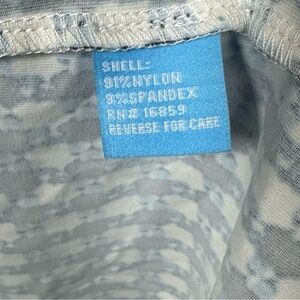 SHELL:
91%NYLON
9%SPANDEX
RN# 16859
REVERSE FOR CARE